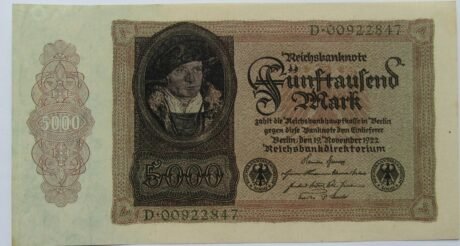 D·00922847
Reichsbanknote
Fünftausend
Mark
5000
zahlt die Reichsbankhauptkasse in Berlin
gegen diese Banknote dem Einlieferer
Berlin, den 19. November 1922
Reichsbankdirektorium
5000
D·00922847